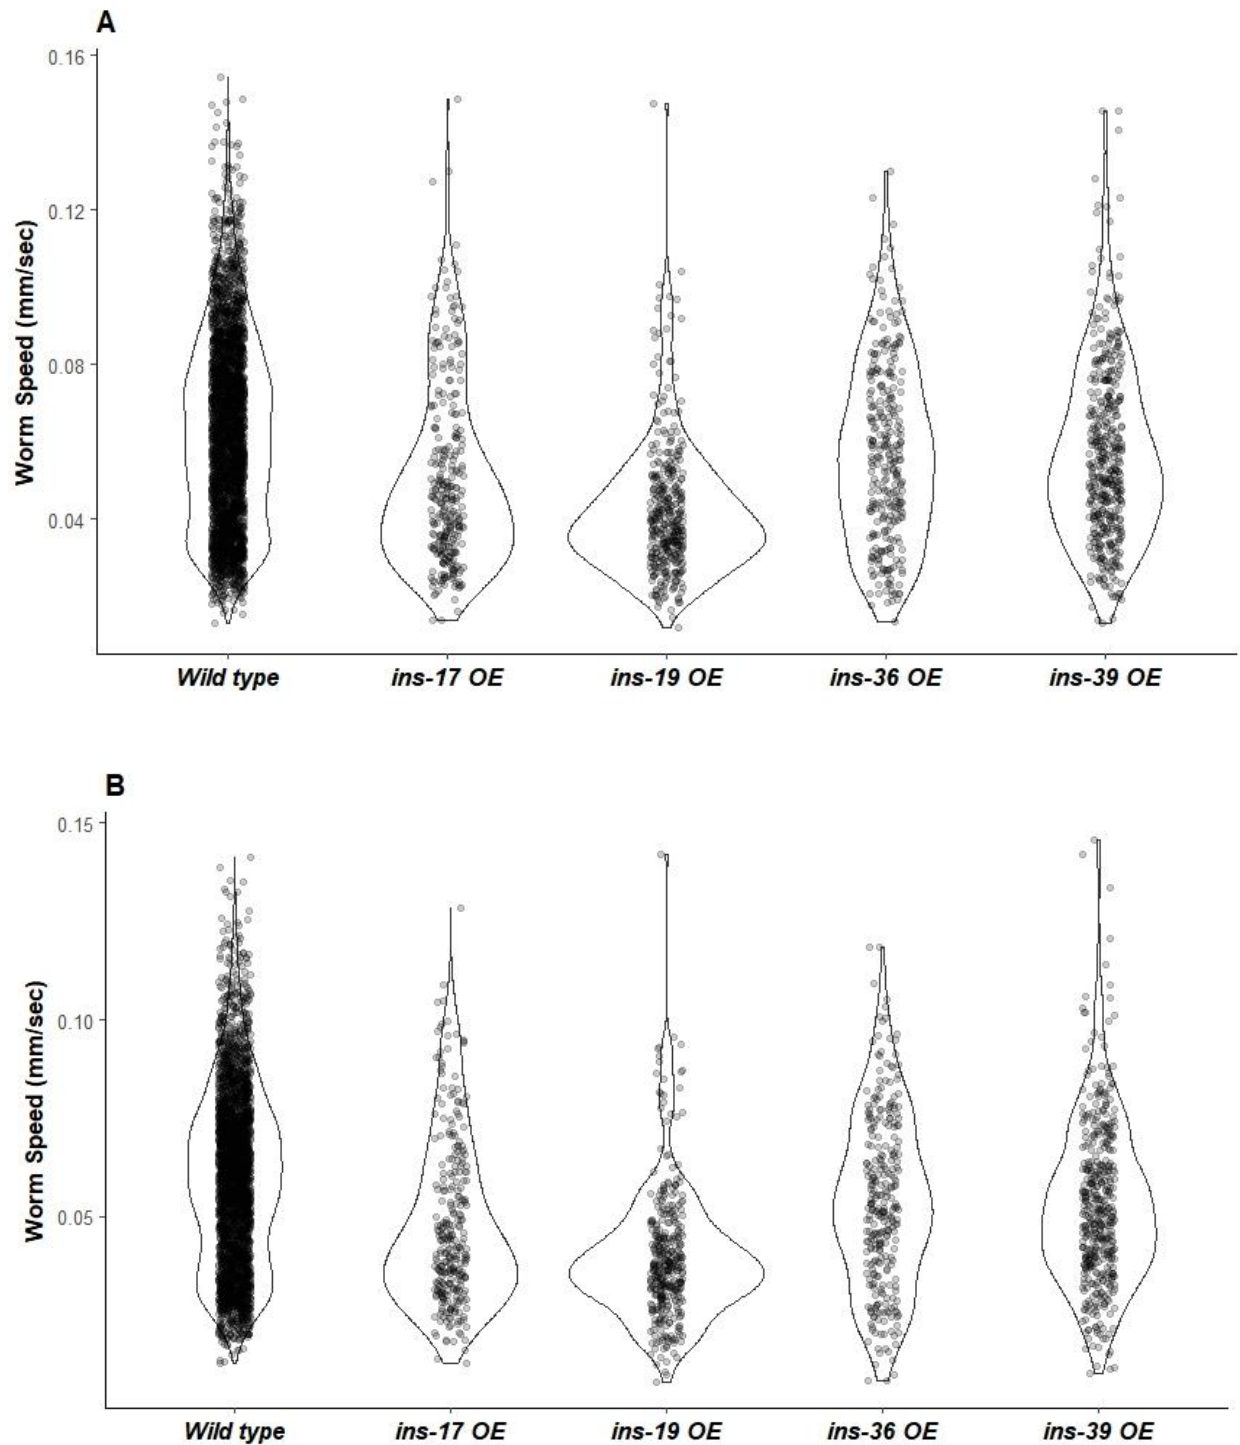 A
0.16
0.12
0.08
0.04
Worm Speed (mm/sec)
Wild type ins-17 OE ins-19 OE ins-36 OE ins-39 OE
B
0.15
0.10
0.05
Worm Speed (mm/sec)
Wild type ins-17 OE ins-19 OE ins-36 OE ins-39 OE